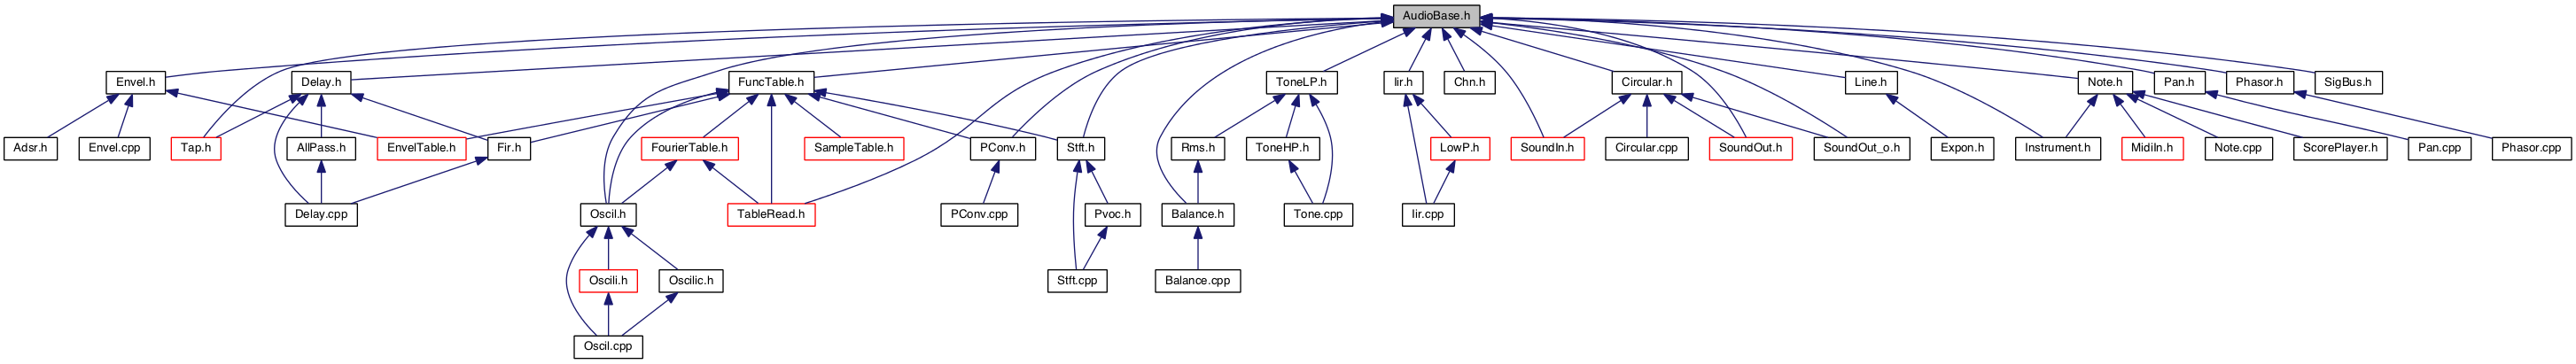 AudioBase.h
Envel.h
Delay.h
FuncTable.h
ToneLP.h
Iir.h
Chn.h
Circular.h
Line.h
Note.h
Pan.h
Phasor.h
SigBus.h
Adsr.h
Envel.cpp
Tap.h
AllPass.h
EnvelTable.h
Fir.h
FourierTable.h
SampleTable.h
PConv.h
Stft.h
Rms.h
ToneHP.h
LowP.h
SoundIn.h
Circular.cpp
SoundOut.h
SoundOut_o.h
Expon.h
Instrument.h
MidiIn.h
Note.cpp
ScorePlayer.h
Pan.cpp
Phasor.cpp
Delay.cpp
Oscil.h
TableRead.h
PConv.cpp
Pvoc.h
Balance.h
Tone.cpp
Iir.cpp
Oscili.h
Oscilic.h
Stft.cpp
Balance.cpp
Oscil.cpp